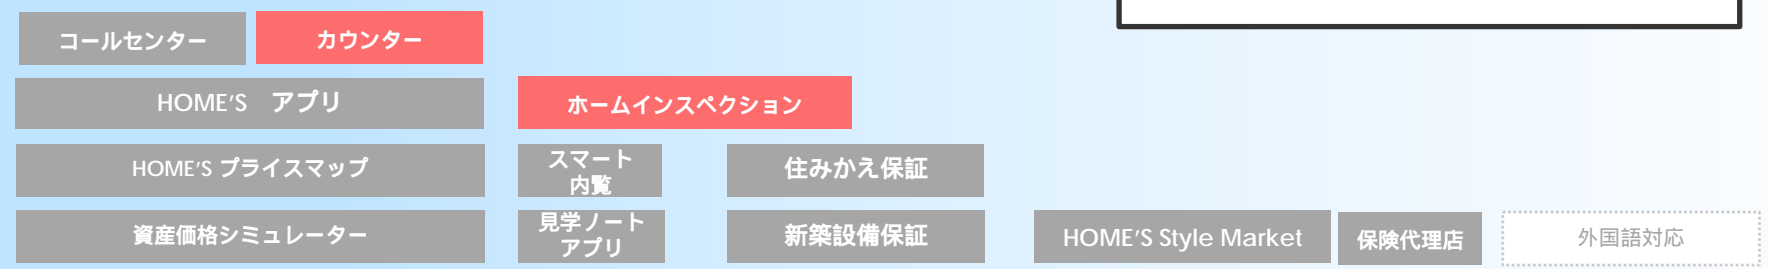 コールセンター
カウンター
HOME'S　アプリ
ホームインスペクション
HOME'S プライスマップ
スマート
内覧
住みかえ保証
資産価格シミュレーター
見学ノート
アプリ
新築設備保証
HOME'S Style Market
保険代理店
外国語対応